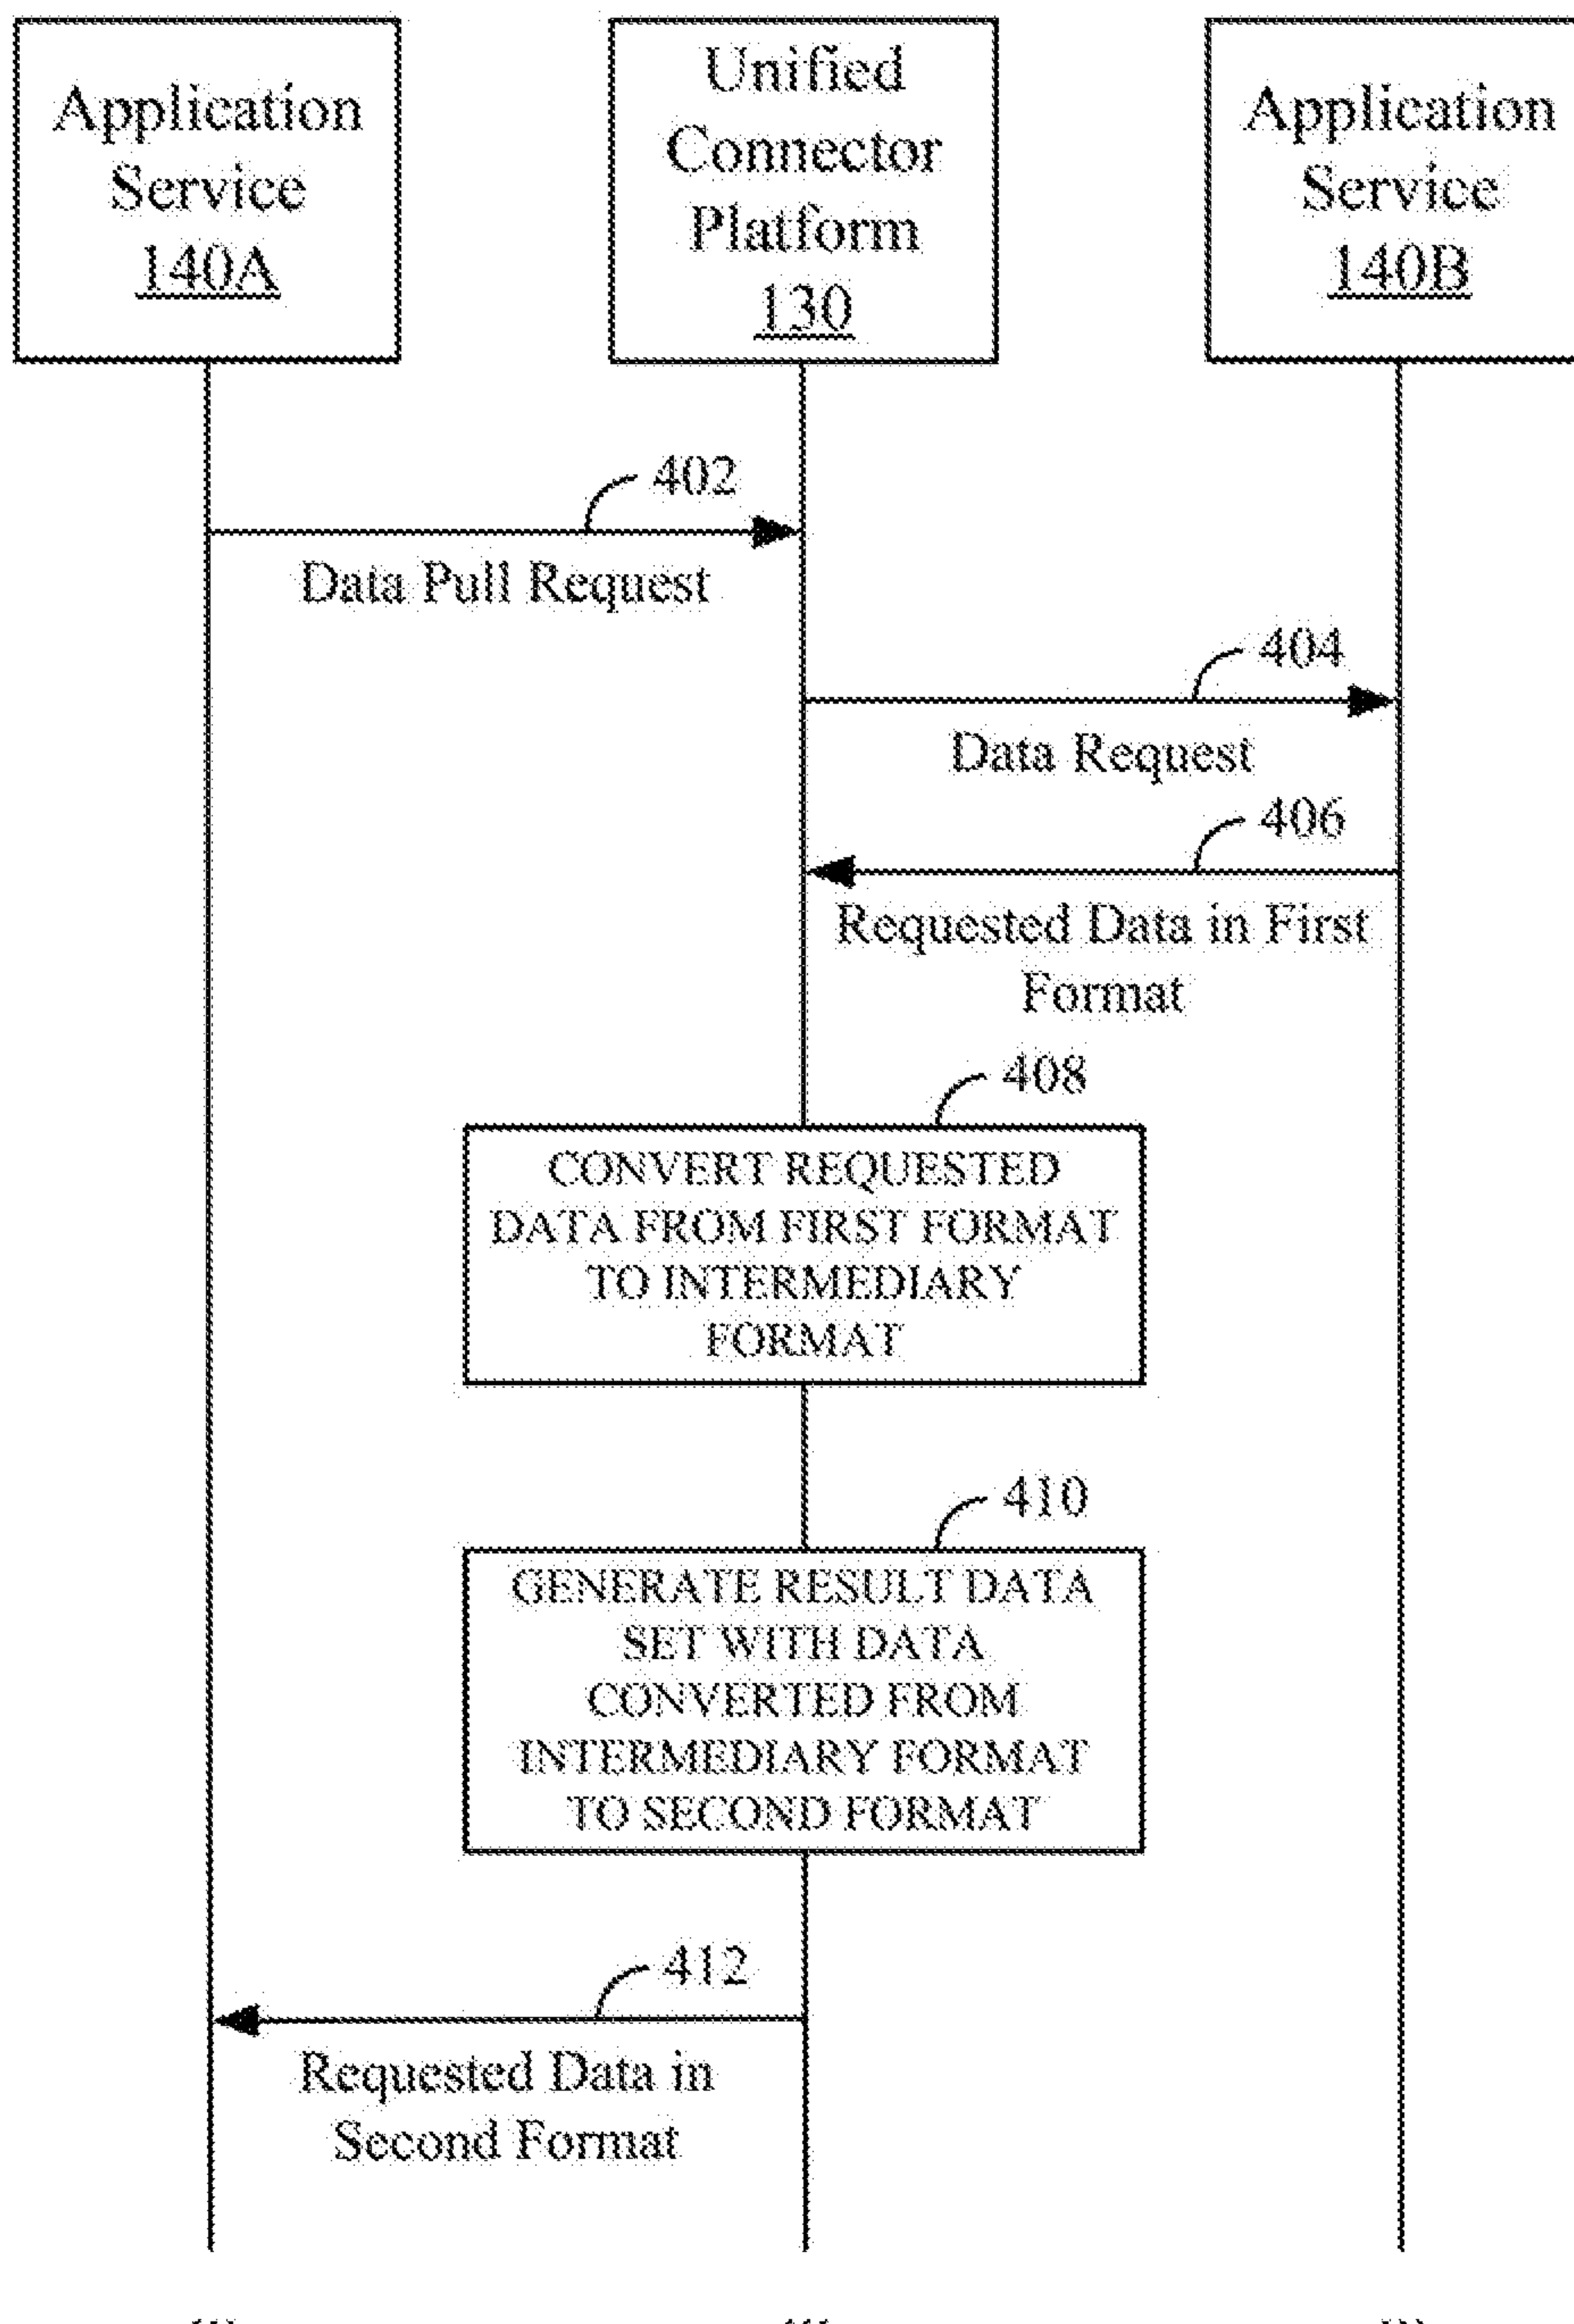 Application
Service
140A
Unified
Connector
Platform
130
Application
Service
140B
402
Data Pull Request
404
Data Request
406
Requested Data in First
Format
408
CONVERT REQUESTED
DATA FROM FIRST FORMAT
TO INTERMEDIARY
FORMAT
410
GENERATE RESULT DATA
SET WITH DATA
CONVERTED FROM
INTERMEDIARY FORMAT
TO SECOND FORMAT
412
Requested Data in
Second Format